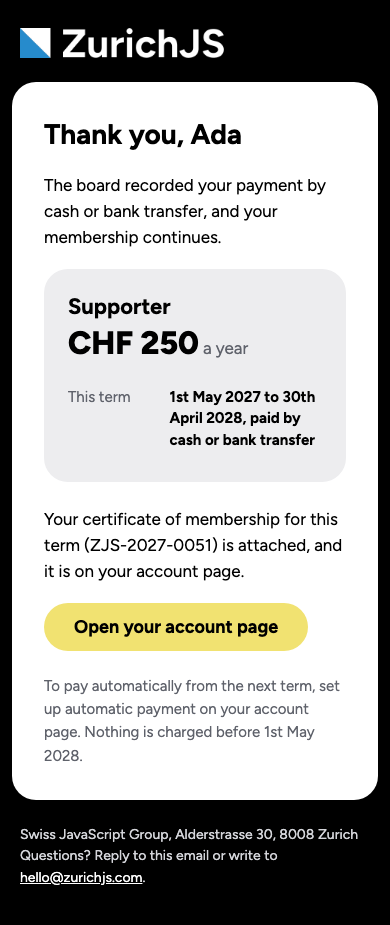 ZurichJS
Thank you, Ada
The board recorded your payment by
cash or bank transfer, and your
membership continues.
Supporter
CHF 250 a year
This term 1st May 2027 to 30th
April 2028, paid by
cash or bank transfer
Your certificate of membership for this
term (ZJS-2027-0051) is attached, and
it is on your account page.
Open your account page
To pay automatically from the next term, set
up automatic payment on your account
page. Nothing is charged before 1st May
2028.
Swiss JavaScript Group, Alderstrasse 30, 8008 Zurich
Questions? Reply to this email or write to
hello@zurichjs.com.